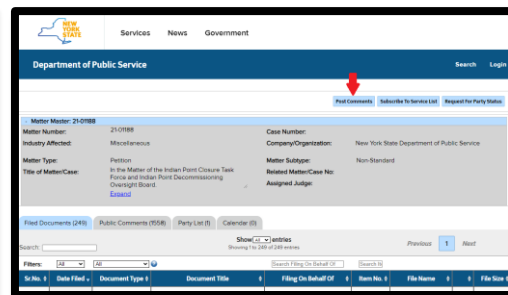 NEW YORK STATE
Services News Government
Department of Public Service
Search Login
Post Comments Subscribe To Service List Request For Party Status
- Matter Master: 21-01188
Matter Number: 21-01188 Case Number:
Industry Affected: Miscellaneous Company/Organization: New York State Department of Public Service
Matter Type: Petition Matter Subtype: Non-Standard
Title of Matter/Case: In the Matter of the Indian Point Closure Task Related Matter/Case No:
Force and Indian Point Decommissioning Assigned Judge:
Oversight Board.
Expand
Filed Documents (249) Public Comments (1558) Party List (1) Calendar (0)
Search: Show All entries Previous 1 Next
Showing 1 to 249 of 249 entries
Filters: All All Search Filing On Behalf Of Search N
Sr.No. Date Filed Document Type Document Title Filing On Behalf Of Item No. File Name File Size